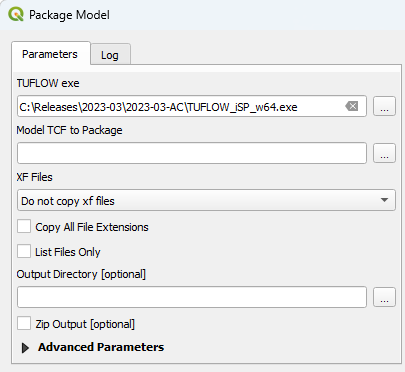 Package Model
Parameters
Log
TUFLOW exe
C:\Releases\2023-03\2023-03-AC\TUFLOW_iSP_w64.exe
...
Model TCF to Package
...
XF Files
Do not copy xf files
Copy All File Extensions
List Files Only
Output Directory [optional]
...
Zip Output [optional]
Advanced Parameters